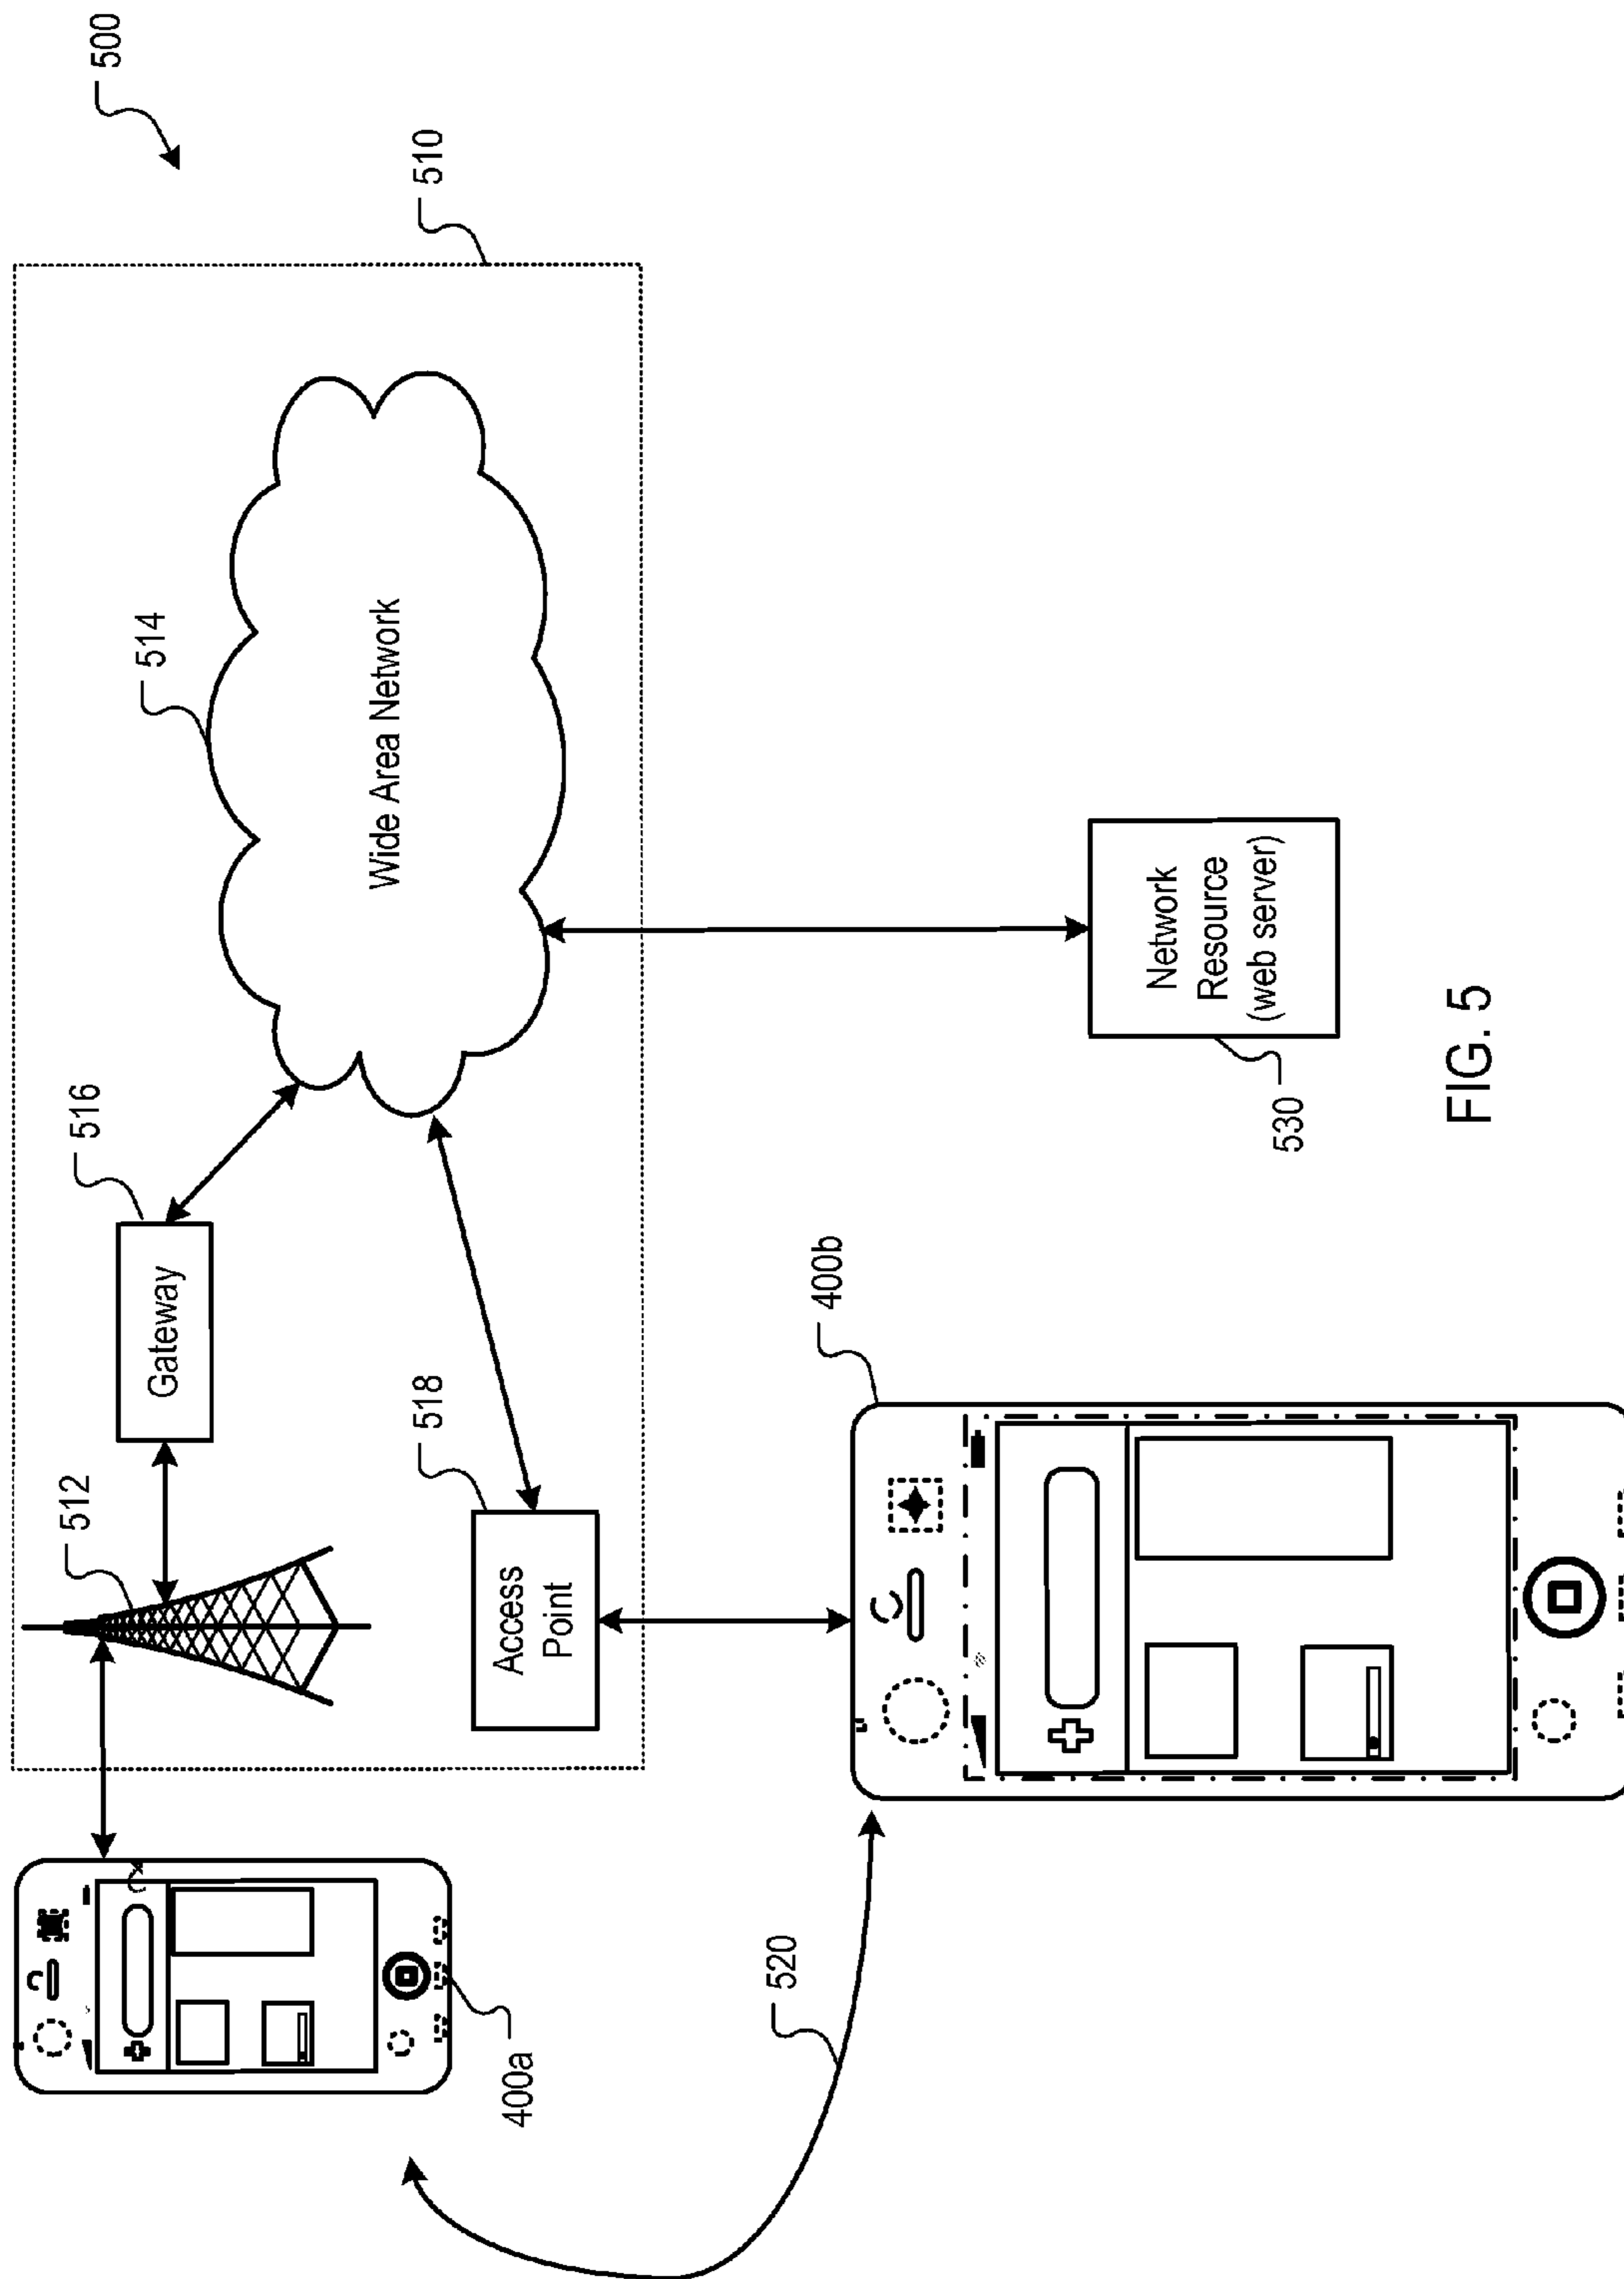 500
510
514
Wide Area Network
516
Gateway
512
518
Access
Point
400a
520
400b
530
Network
Resource
(web server)
FIG. 5